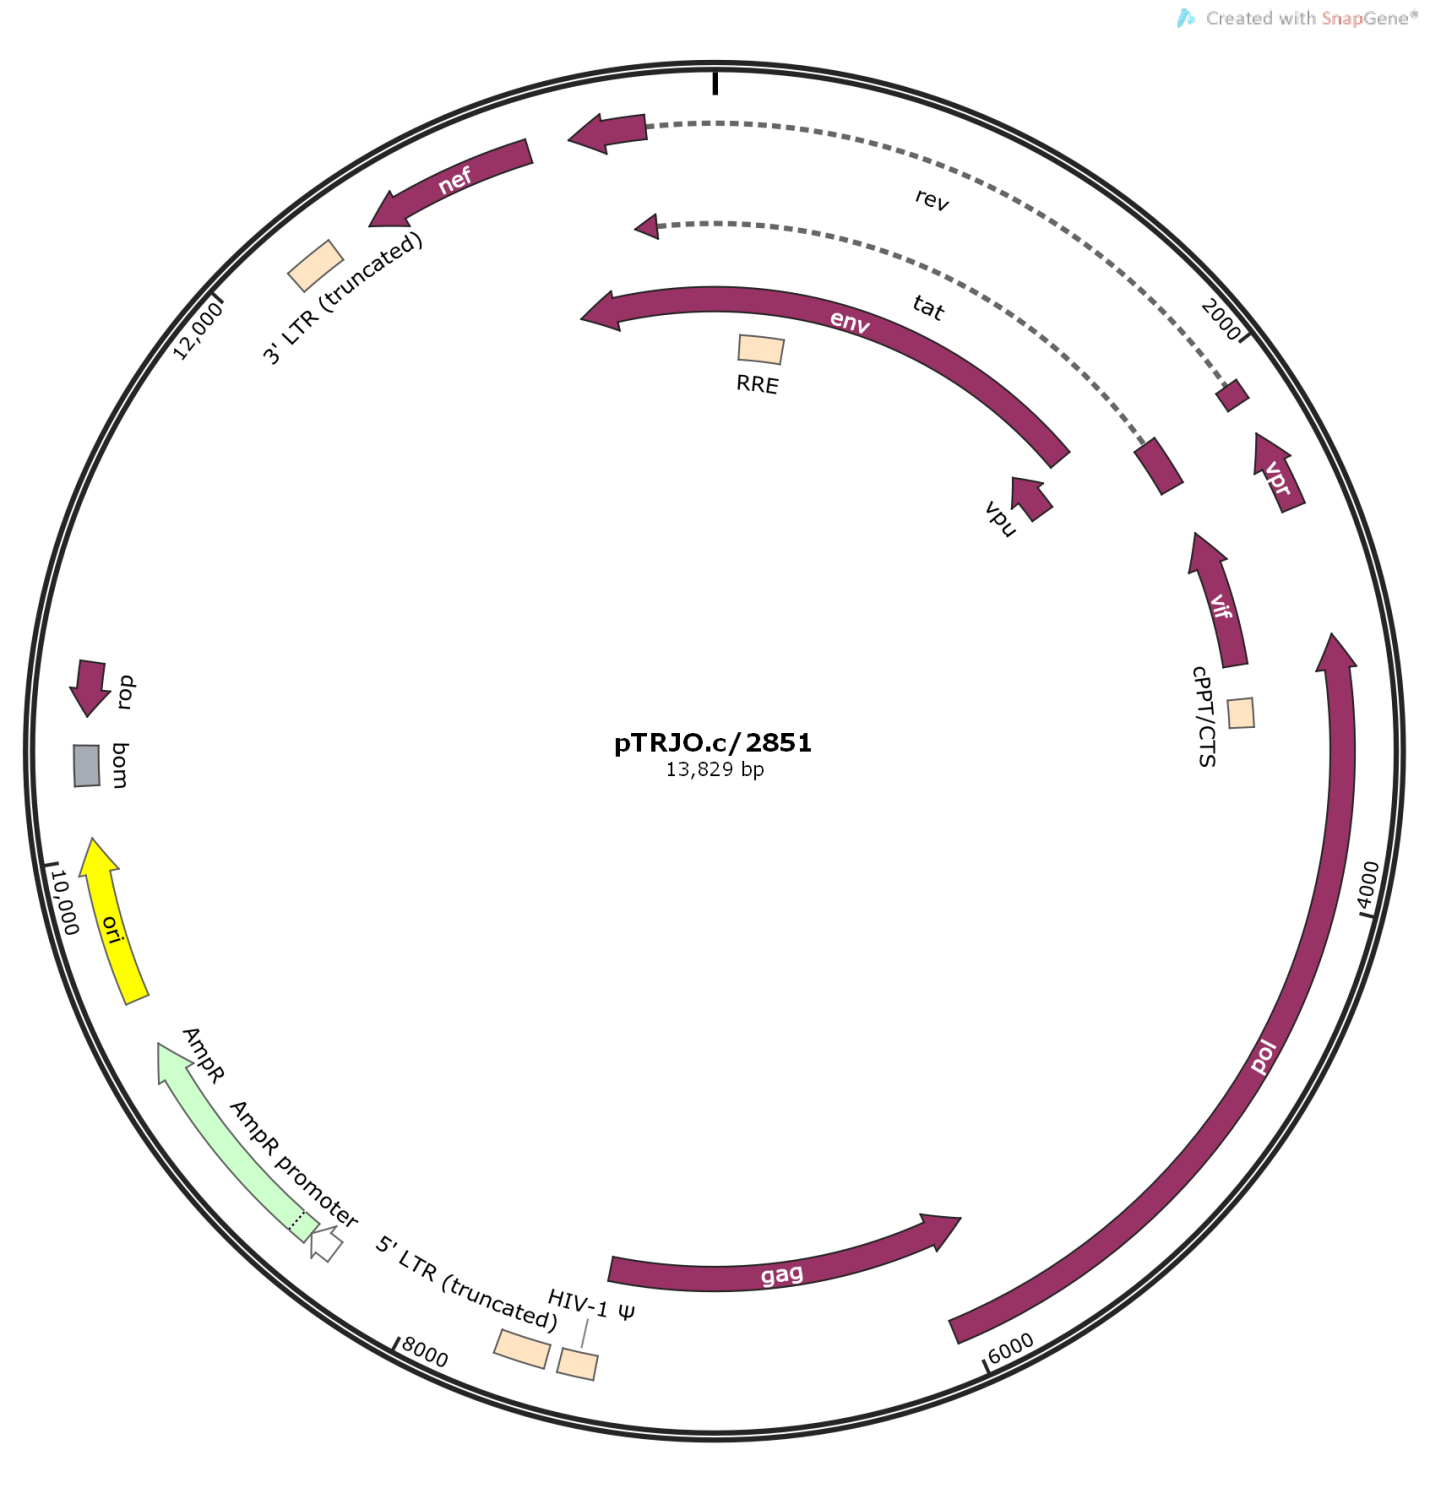 Created with SnapGene®
nef
rev
3' LTR (truncated)
tat
2000
12,000
env
RRE
vpr
vpu
vif
rop
cPPT/CTS
bom
pTRJO.c/2851
13,829 bp
10,000
4000
ori
AmpR
pol
AmpR promoter
5' LTR (truncated)
gag
HIV-1 Ψ
8000
6000